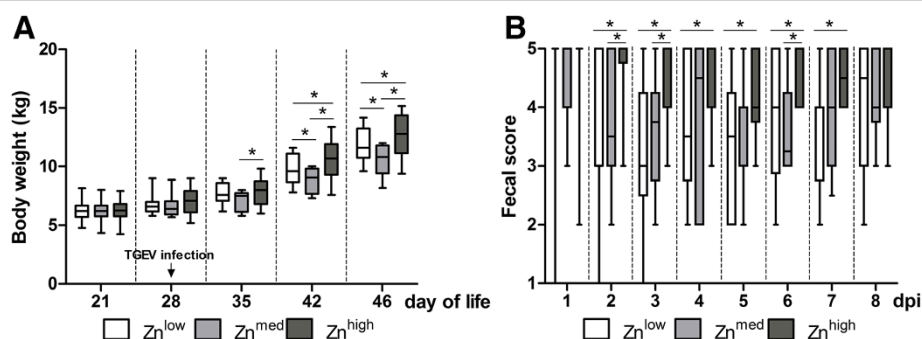 A
Body weight (kg)
20
15
10
5
0
* * * * * * *
TGEV infection
21 28 35 42 46 day of life
Zn^low Zn^med Zn^high
B
Fecal score
5
4
3
2
1
* * * * * * * * *
1 2 3 4 5 6 7 8 dpi
Zn^low Zn^med Zn^high